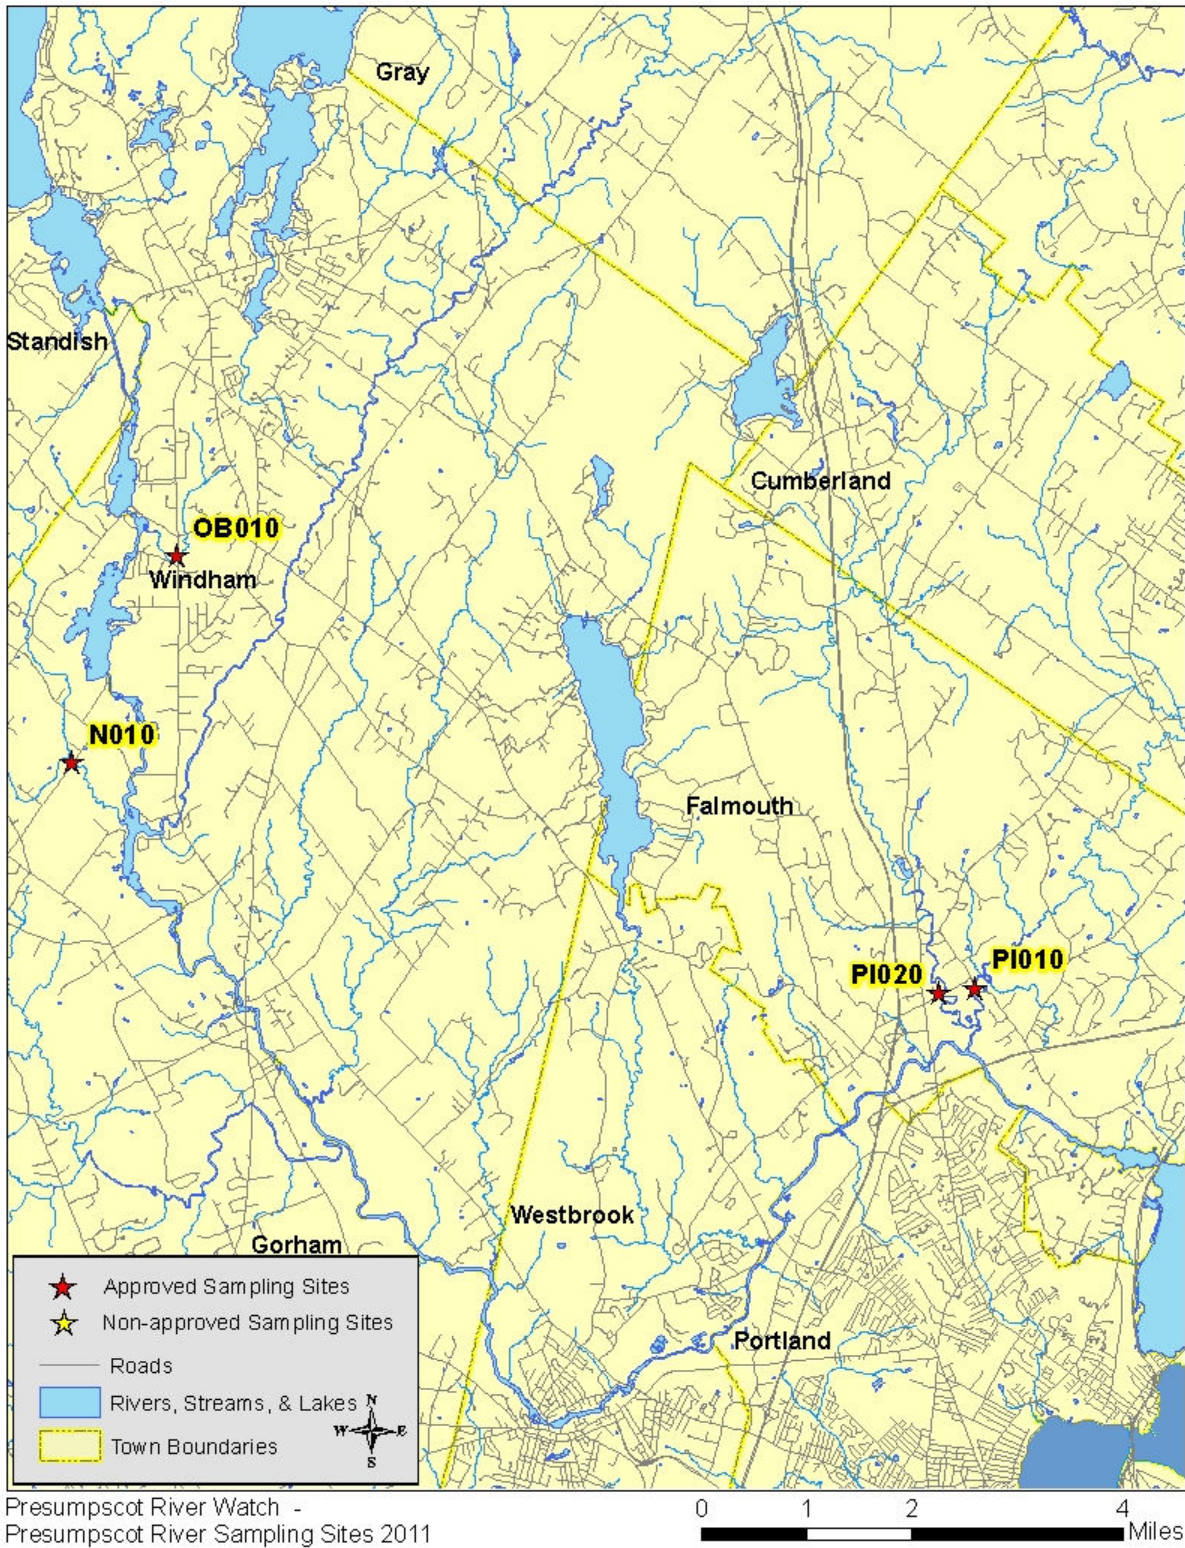 Gray
Standish
Cumberland
OB010
Windham
N010
Falmouth
PI020
PI010
Westbrook
Gorham
Portland
Approved Sampling Sites
Non-approved Sampling Sites
Roads
Rivers, Streams, & Lakes
Town Boundaries
N
W E
S
Presumpscot River Watch -
Presumpscot River Sampling Sites 2011
0 1 2 4
Miles